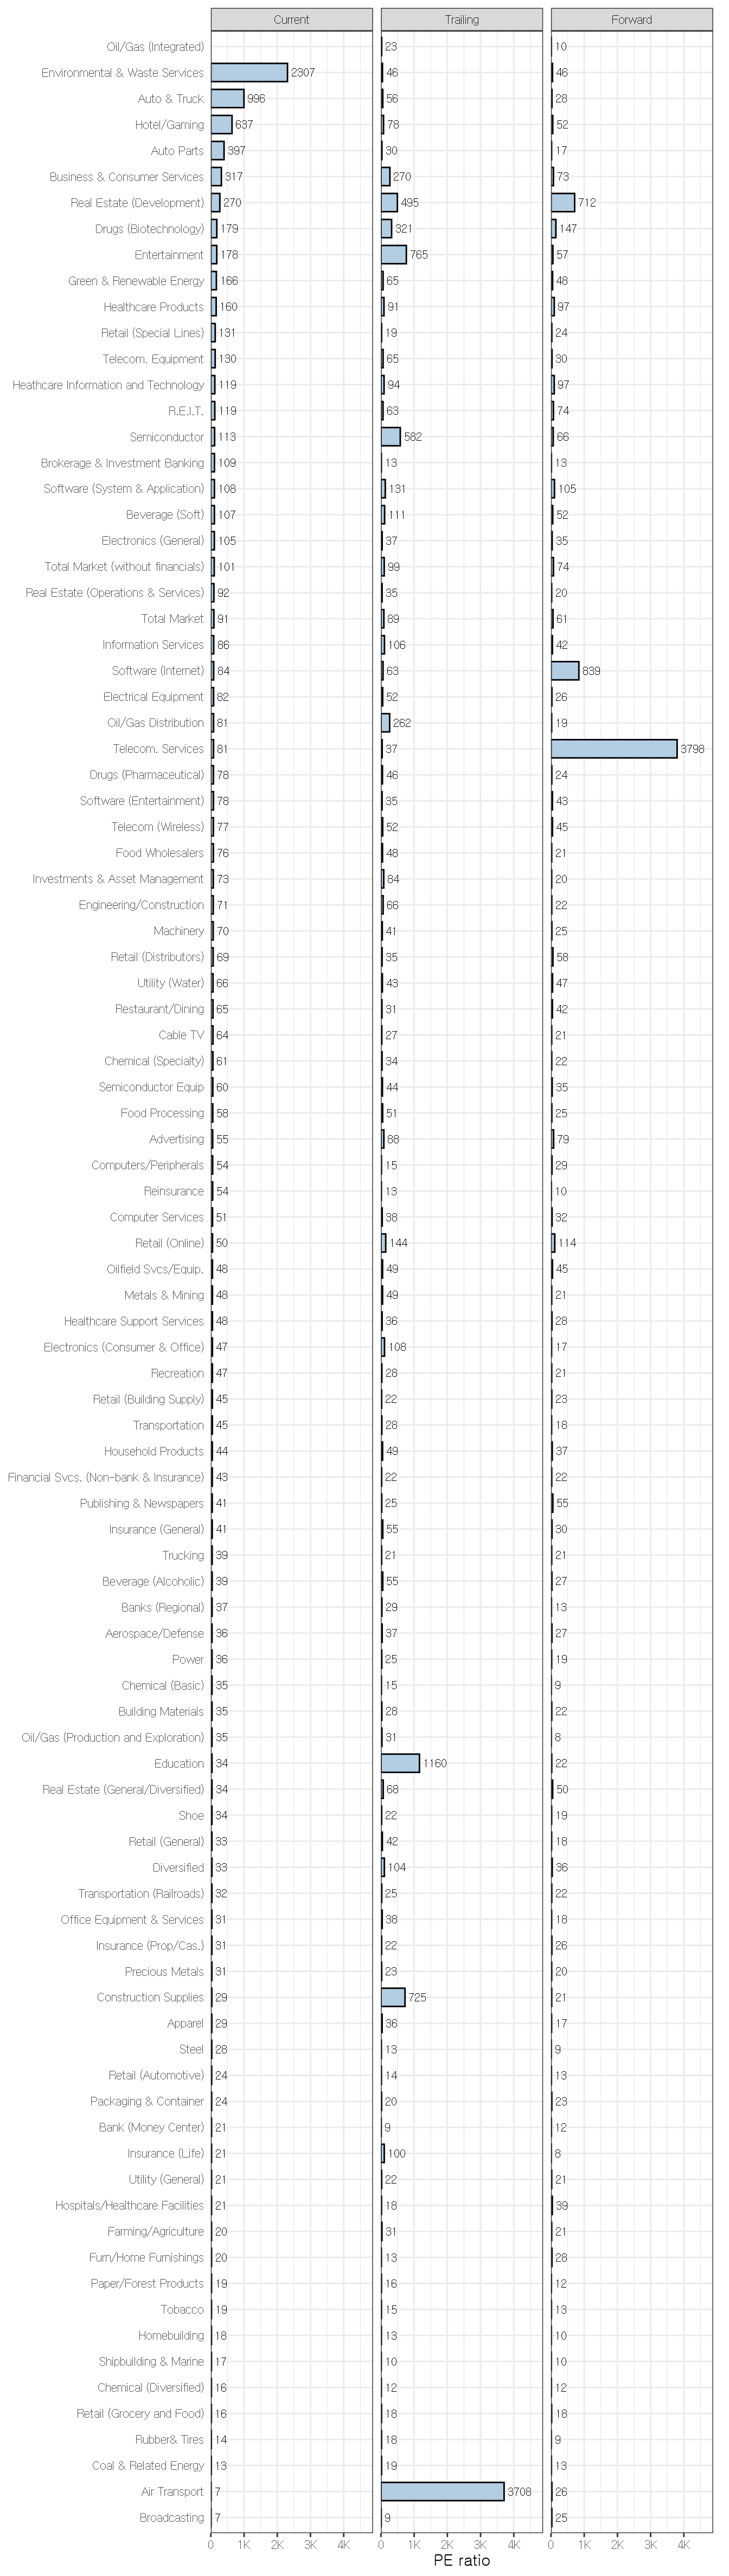 Current Trailing Forward
Oil/Gas (Integrated) 23 10
Environmental & Waste Services 2307 46 46
Auto & Truck 996 56 28
Hotel/Gaming 637 78 52
Auto Parts 397 30 17
Business & Consumer Services 317 270 73
Real Estate (Development) 270 495 712
Drugs (Biotechnology) 179 321 147
Entertainment 178 765 57
Green & Renewable Energy 166 65 48
Healthcare Products 160 91 97
Retail (Special Lines) 131 19 24
Telecom. Equipment 130 65 30
Heathcare Information and Technology 119 94 97
R.E.I.T. 119 63 74
Semiconductor 113 582 66
Brokerage & Investment Banking 109 13 13
Software (System & Application) 108 131 105
Beverage (Soft) 107 111 52
Electronics (General) 105 37 35
Total Market (without financials) 101 99 74
Real Estate (Operations & Services) 92 35 20
Total Market 91 89 61
Information Services 86 106 42
Software (Internet) 84 63 839
Electrical Equipment 82 52 26
Oil/Gas Distribution 81 262 19
Telecom. Services 81 37 3798
Drugs (Pharmaceutical) 78 46 24
Software (Entertainment) 78 35 43
Telecom (Wireless) 77 52 45
Food Wholesalers 76 48 21
Investments & Asset Management 73 84 20
Engineering/Construction 71 66 22
Machinery 70 41 25
Retail (Distributors) 69 35 58
Utility (Water) 66 43 47
Restaurant/Dining 65 31 42
Cable TV 64 27 21
Chemical (Specialty) 61 34 22
Semiconductor Equip 60 44 35
Food Processing 58 51 25
Advertising 55 88 79
Computers/Peripherals 54 15 29
Reinsurance 54 13 10
Computer Services 51 38 32
Retail (Online) 50 144 114
Oilfield Svcs/Equip. 48 49 45
Metals & Mining 48 49 21
Healthcare Support Services 48 36 28
Electronics (Consumer & Office) 47 108 17
Recreation 47 28 21
Retail (Building Supply) 45 22 23
Transportation 45 28 18
Household Products 44 49 37
Financial Svcs. (Non-bank & Insurance) 43 22 22
Publishing & Newspapers 41 25 55
Insurance (General) 41 55 30
Trucking 39 21 21
Beverage (Alcoholic) 39 55 27
Banks (Regional) 37 29 13
Aerospace/Defense 36 37 27
Power 36 25 19
Chemical (Basic) 35 15 9
Building Materials 35 28 22
Oil/Gas (Production and Exploration) 35 31 8
Education 34 1160 22
Real Estate (General/Diversified) 34 68 50
Shoe 34 22 19
Retail (General) 33 42 18
Diversified 33 104 36
Transportation (Railroads) 32 25 22
Office Equipment & Services 31 38 18
Insurance (Prop/Cas.) 31 22 26
Precious Metals 31 23 20
Construction Supplies 29 725 21
Apparel 29 36 17
Steel 28 13 9
Retail (Automotive) 24 14 13
Packaging & Container 24 20 23
Bank (Money Center) 21 9 12
Insurance (Life) 21 100 8
Utility (General) 21 22 21
Hospitals/Healthcare Facilities 21 18 39
Farming/Agriculture 20 31 21
Furn/Home Furnishings 20 13 28
Paper/Forest Products 19 16 12
Tobacco 19 15 13
Homebuilding 18 13 10
Shipbuilding & Marine 17 10 10
Chemical (Diversified) 16 12 12
Retail (Grocery and Food) 16 18 18
Rubber& Tires 14 18 9
Coal & Related Energy 13 19 13
Air Transport 7 3708 26
Broadcasting 7 9 25
0 1K 2K 3K 4K 0 1K 2K 3K 4K 0 1K 2K 3K 4K
PE ratio